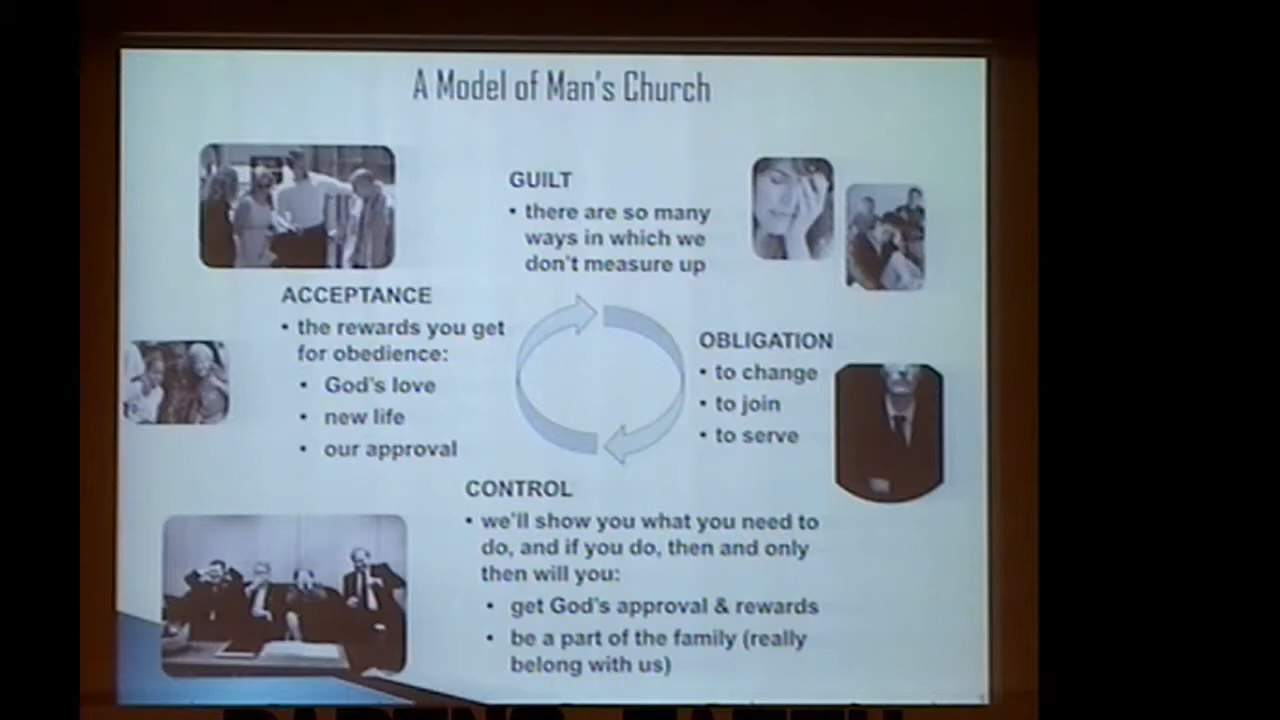 A Model of Man's Church
GUILT
• there are so many
ways in which we
don't measure up
ACCEPTANCE
• the rewards you get
for obedience:
• God's love
• new life
• our approval
OBLIGATION
• to change
• to join
• to serve
CONTROL
• we'll show you what you need to
do, and if you do, then and only
then will you:
• get God's approval & rewards
• be a part of the family (really
belong with us)